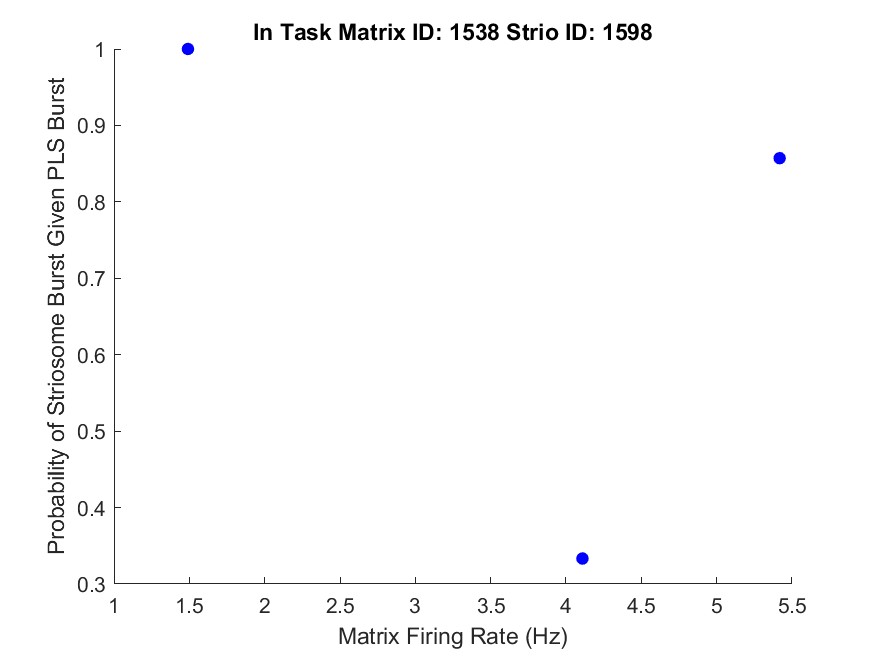 In Task Matrix ID: 1538 Strio ID: 1598
Probability of Striosome Burst Given PLS Burst
1
0.9
0.8
0.7
0.6
0.5
0.4
0.3
1 1.5 2 2.5 3 3.5 4 4.5 5 5.5
Matrix Firing Rate (Hz)